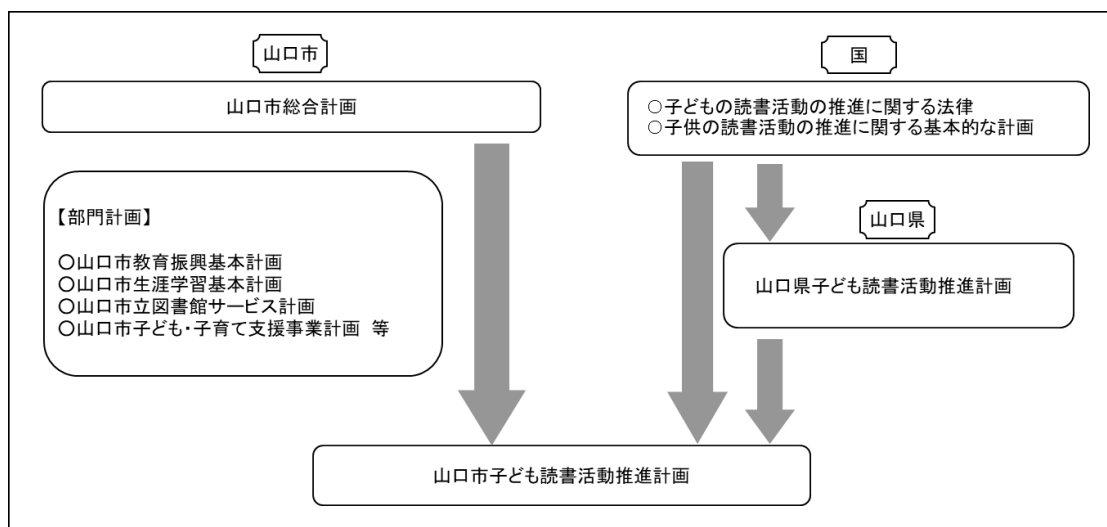 山口市
山口市総合計画
【部門計画】
〇山口市教育振興基本計画
〇山口市生涯学習基本計画
〇山口市立図書館サービス計画
〇山口市子ども・子育て支援事業計画 等
国
○子どもの読書活動の推進に関する法律
○子供の読書活動の推進に関する基本的な計画
山口県
山口県子ども読書活動推進計画
山口市子ども読書活動推進計画